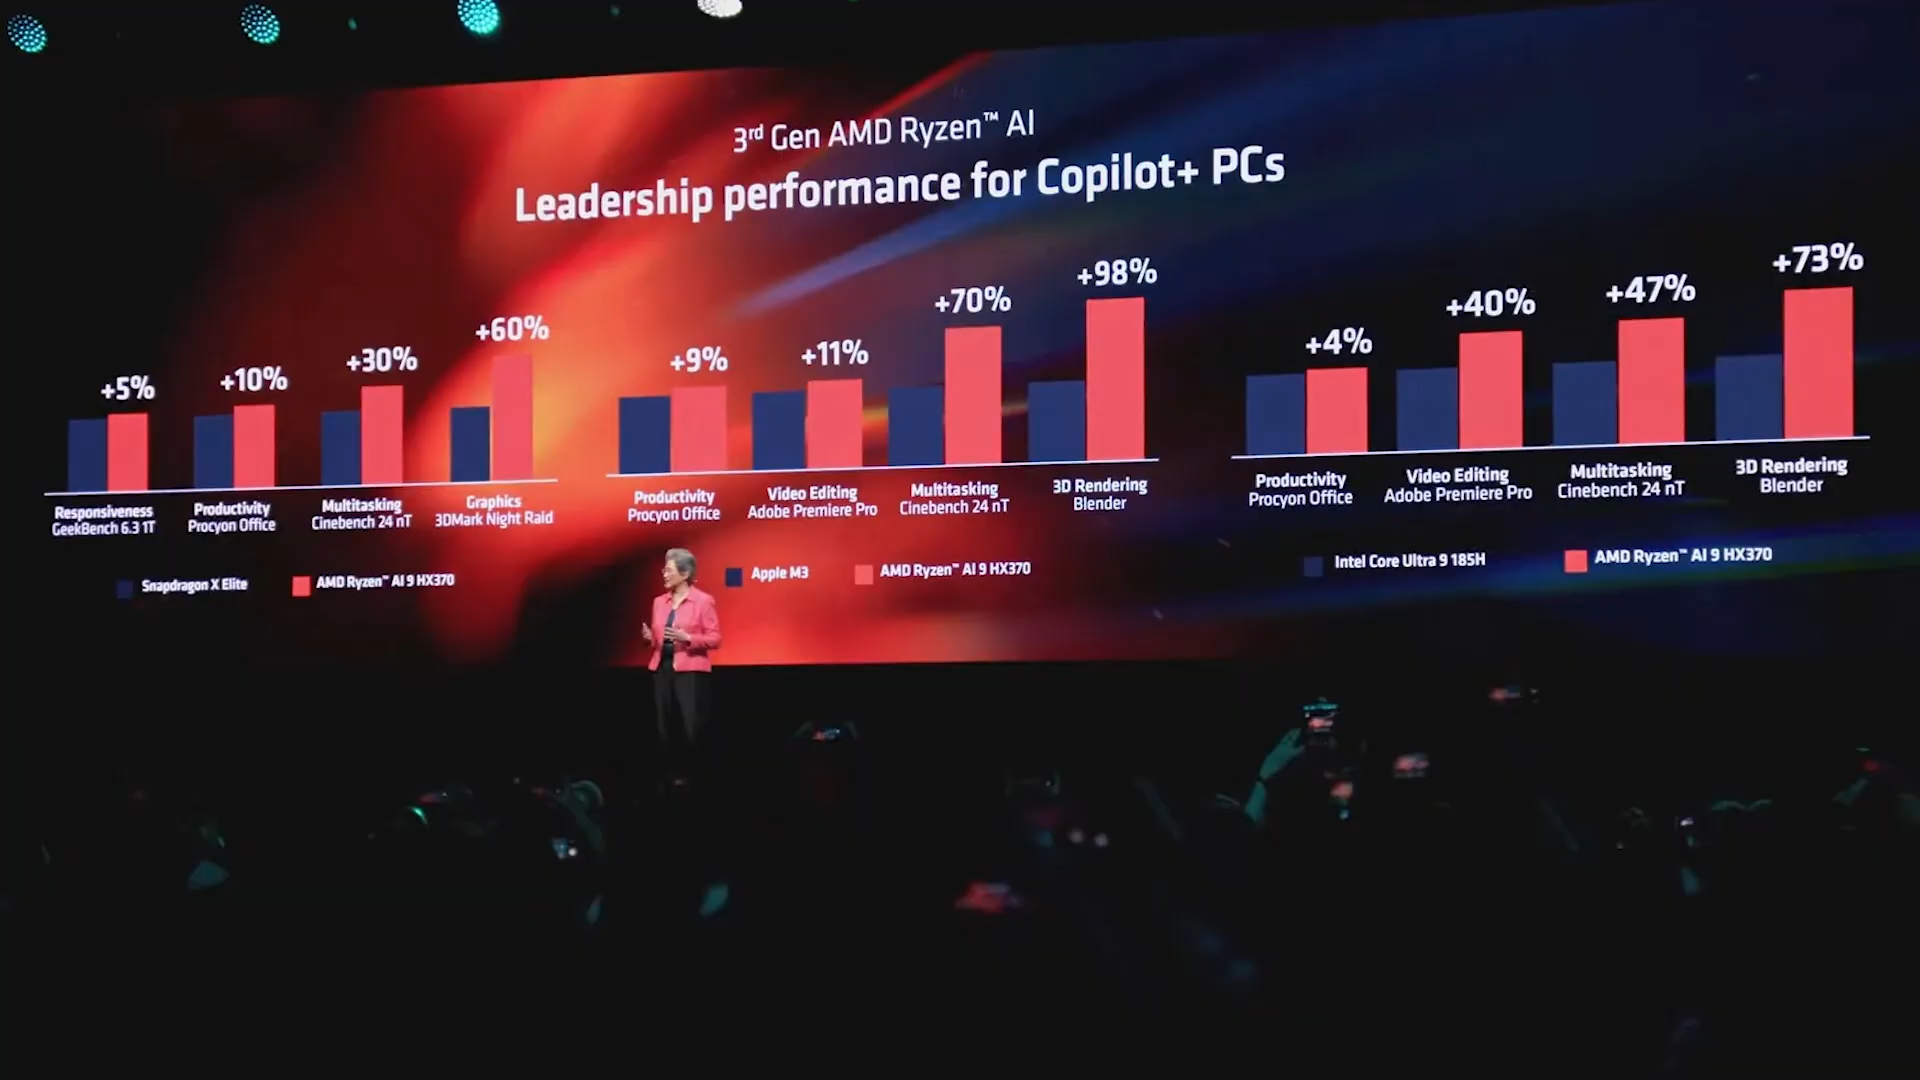 3rd Gen AMD Ryzen™ AI
Leadership performance for Copilot+ PCs
+5%
+10%
+30%
+60%
Responsiveness
GeekBench 6.3 1T
Productivity
Procyon Office
Multitasking
Cinebench 24 nT
Graphics
3DMark Night Raid
Snapdragon X Elite
AMD Ryzen™ AI 9 HX370
+9%
+11%
+70%
+98%
Productivity
Procyon Office
Video Editing
Adobe Premiere Pro
Multitasking
Cinebench 24 nT
3D Rendering
Blender
Apple M3
AMD Ryzen™ AI 9 HX370
+4%
+40%
+47%
+73%
Productivity
Procyon Office
Video Editing
Adobe Premiere Pro
Multitasking
Cinebench 24 nT
3D Rendering
Blender
Intel Core Ultra 9 185H
AMD Ryzen™ AI 9 HX370